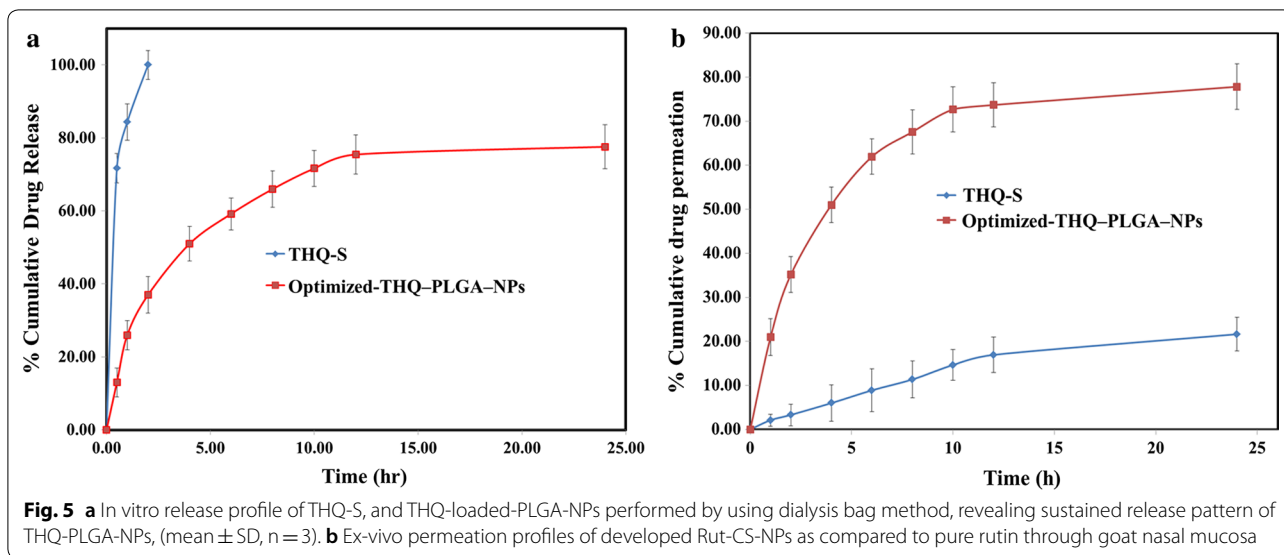 a
% Cumulative Drug Release
100.00
80.00
60.00
40.00
20.00
0.00
THQ-S
Optimized-THQ–PLGA–NPs
0.00 5.00 10.00 15.00 20.00 25.00
Time (hr)
b
% Cumulative drug permeation
90.00
80.00
70.00
60.00
50.00
40.00
30.00
20.00
10.00
0.00
THQ-S
Optimized-THQ–PLGA–NPs
0 5 10 15 20 25
Time (h)
Fig. 5 a In vitro release profile of THQ-S, and THQ-loaded-PLGA-NPs performed by using dialysis bag method, revealing sustained release pattern of
THQ-PLGA-NPs, (mean ± SD, n = 3). b Ex-vivo permeation profiles of developed Rut-CS-NPs as compared to pure rutin through goat nasal mucosa